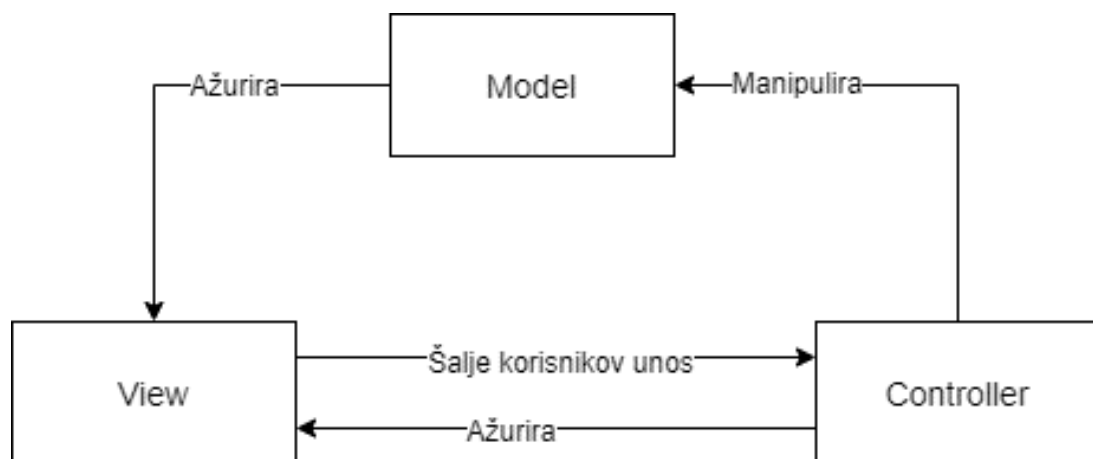 Ažurira
Model
Manipulira
View
Šalje korisnikov unos
Controller
Ažurira